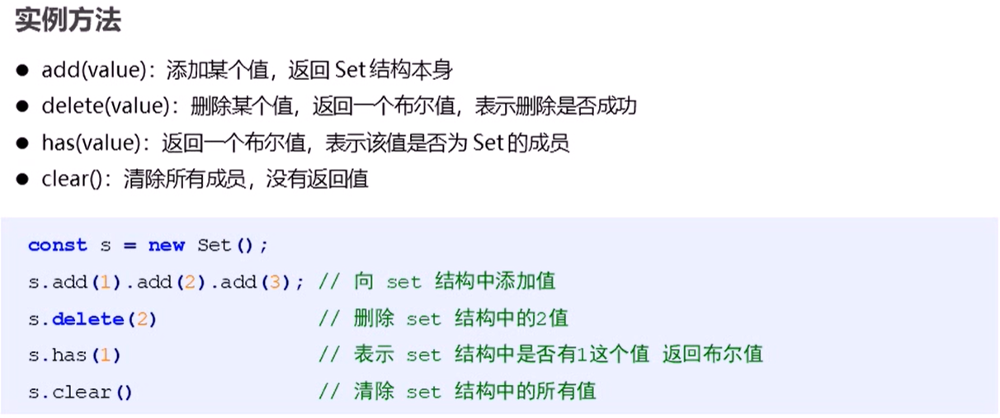 实例方法
● add(value)：添加某个值，返回 Set 结构本身
● delete(value)：删除某个值，返回一个布尔值，表示删除是否成功
● has(value)：返回一个布尔值，表示该值是否为 Set 的成员
● clear()：清除所有成员，没有返回值
const s = new Set();
s.add(1).add(2).add(3); // 向 set 结构中添加值
s.delete(2) // 删除 set 结构中的2值
s.has(1) // 表示 set 结构中是否有1这个值 返回布尔值
s.clear() // 清除 set 结构中的所有值